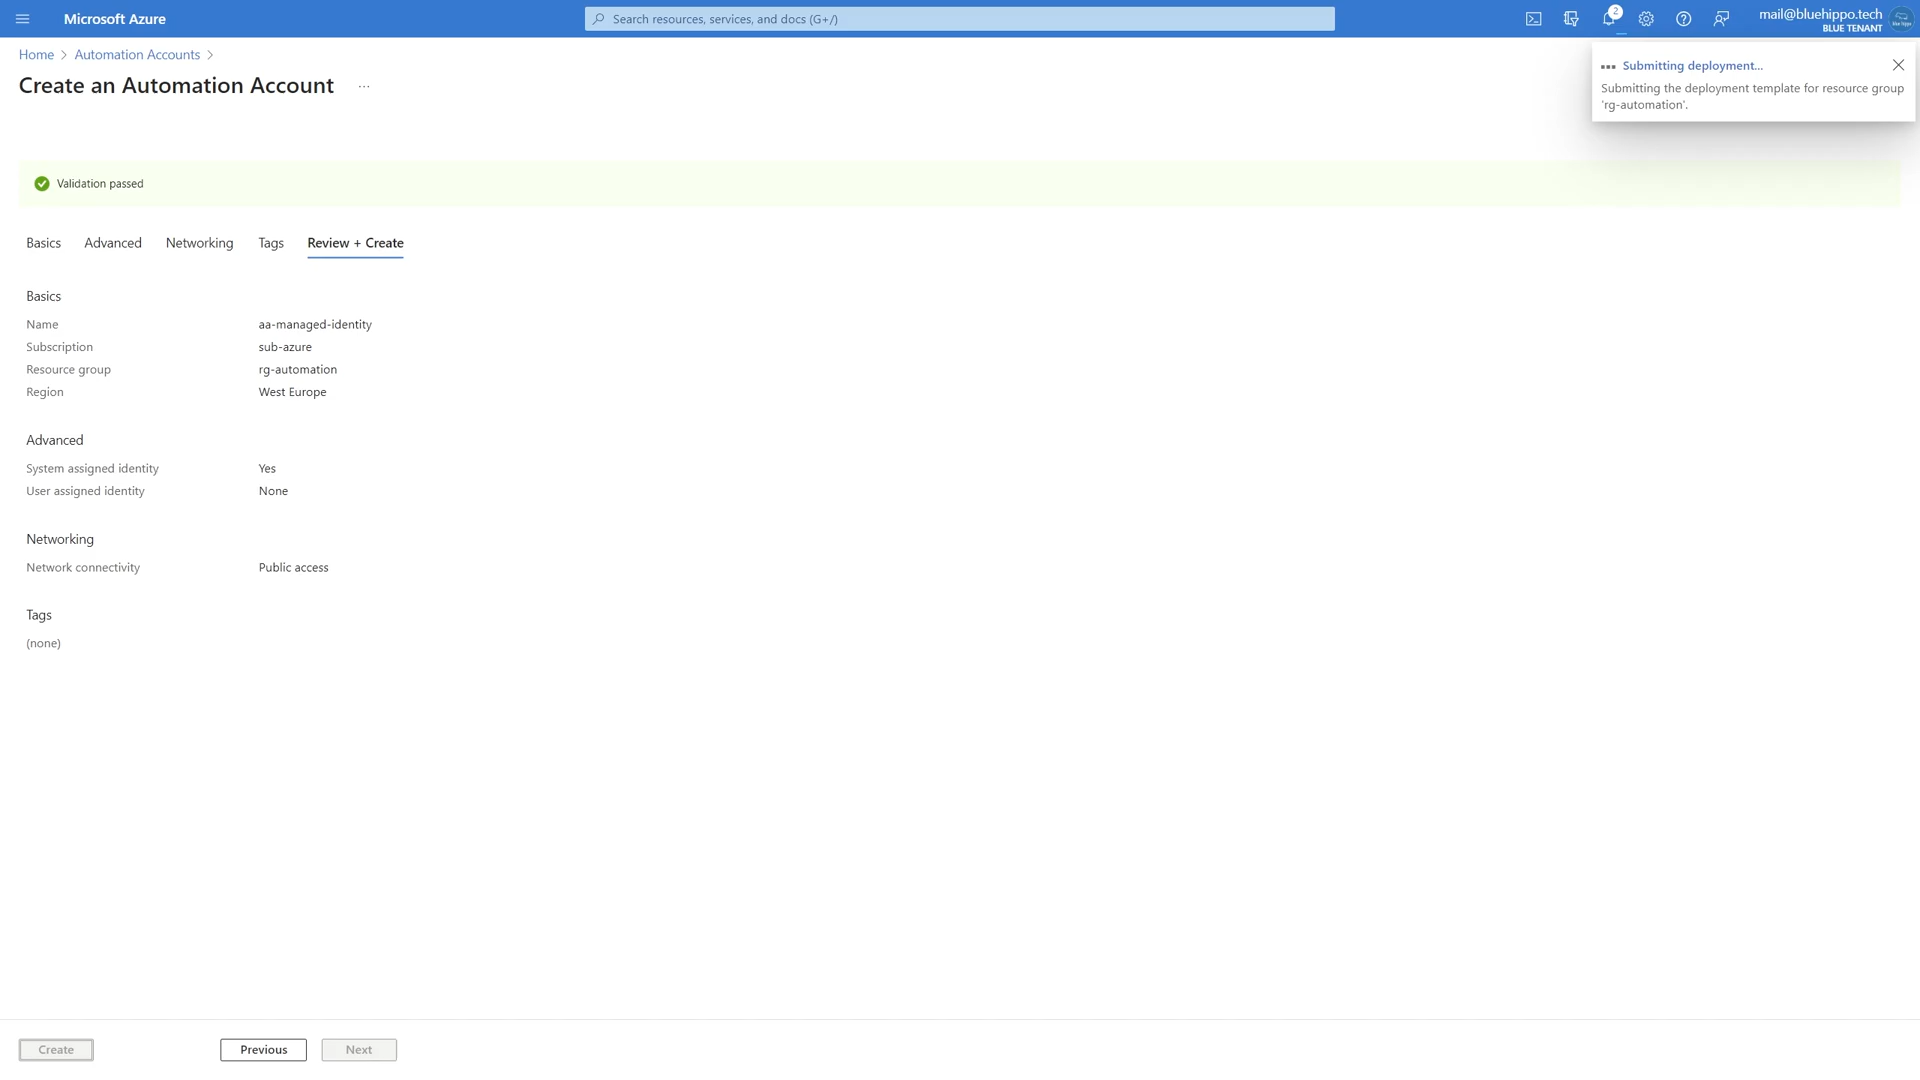 Microsoft Azure
Search resources, services, and docs (G+/)
2
mail@bluehippo.tech
BLUE TENANT
Home > Automation Accounts >
Create an Automation Account ...
Submitting deployment...
Submitting the deployment template for resource group
'rg-automation'.
Validation passed
Basics Advanced Networking Tags Review + Create
Basics
Name aa-managed-identity
Subscription sub-azure
Resource group rg-automation
Region West Europe
Advanced
System assigned identity Yes
User assigned identity None
Networking
Network connectivity Public access
Tags
(none)
Create Previous Next